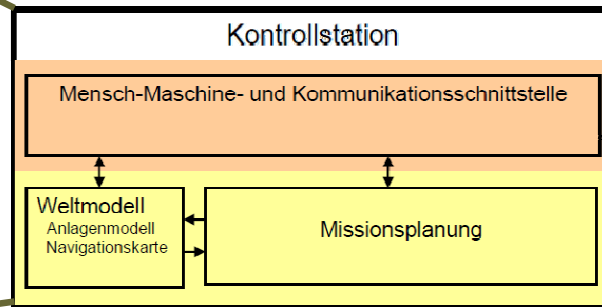 Kontrollstation
Mensch-Maschine- und Kommunikationsschnittstelle
Weltmodell
Anlagenmodell
Navigationskarte
Missionsplanung